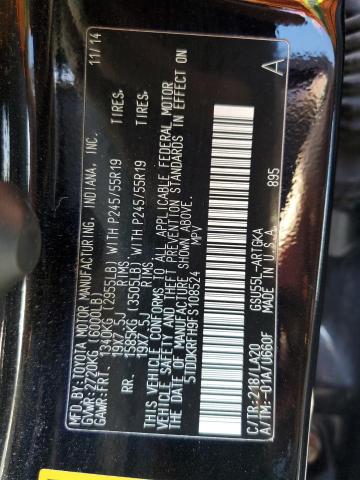 MFD.BY:TOYOTA MOTOR MANUFACTURING, INDIANA, INC. 11/14
GVWR:2720KG (6000LB)
GAWR:FRT. 1340KG (2955LB) WITH P245/55R19 TIRES,
19X7.5J RIMS,
RR. 1585KG (3505LB) WITH P245/55R19 TIRES,
19X7.5J RIMS,
THIS VEHICLE CONFORMS TO ALL APPLICABLE FEDERAL MOTOR
VEHICLE SAFETY AND THEFT PREVENTION STANDARDS IN EFFECT ON
THE DATE OF MANUFACTURE SHOWN ABOVE.
5TDDKRFH9FS108524 MPV
A
C/TR:218/LA20 GSU55L-ARTGKA 895
A/TM:-01A/U660F MADE IN U.S.A.